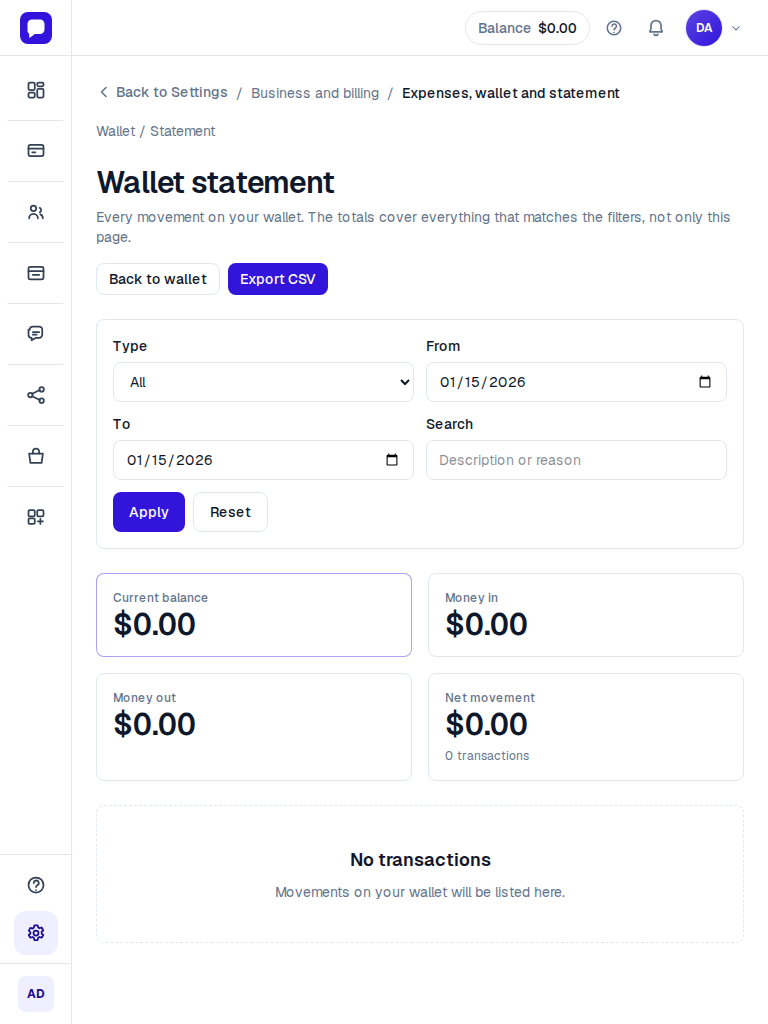 Balance $0.00
DA
Back to Settings / Business and billing / Expenses, wallet and statement
Wallet / Statement
Wallet statement
Every movement on your wallet. The totals cover everything that matches the filters, not only this
page.
Back to wallet
Export CSV
Type
From
All
01/15/2026
To
Search
01/15/2026
Description or reason
Apply
Reset
Current balance
$0.00
Money in
$0.00
Money out
$0.00
Net movement
$0.00
0 transactions
No transactions
Movements on your wallet will be listed here.
AD